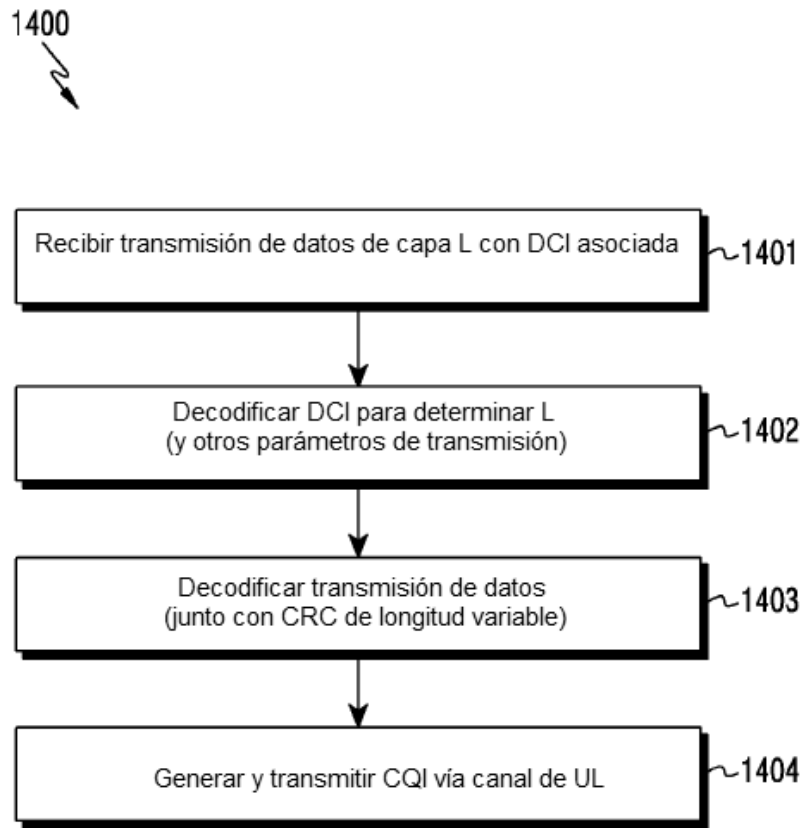 1400
Recibir transmisión de datos de capa L con DCI asociada
1401
Decodificar DCI para determinar L
(y otros parámetros de transmisión)
1402
Decodificar transmisión de datos
(junto con CRC de longitud variable)
1403
Generar y transmitir CQI vía canal de UL
1404